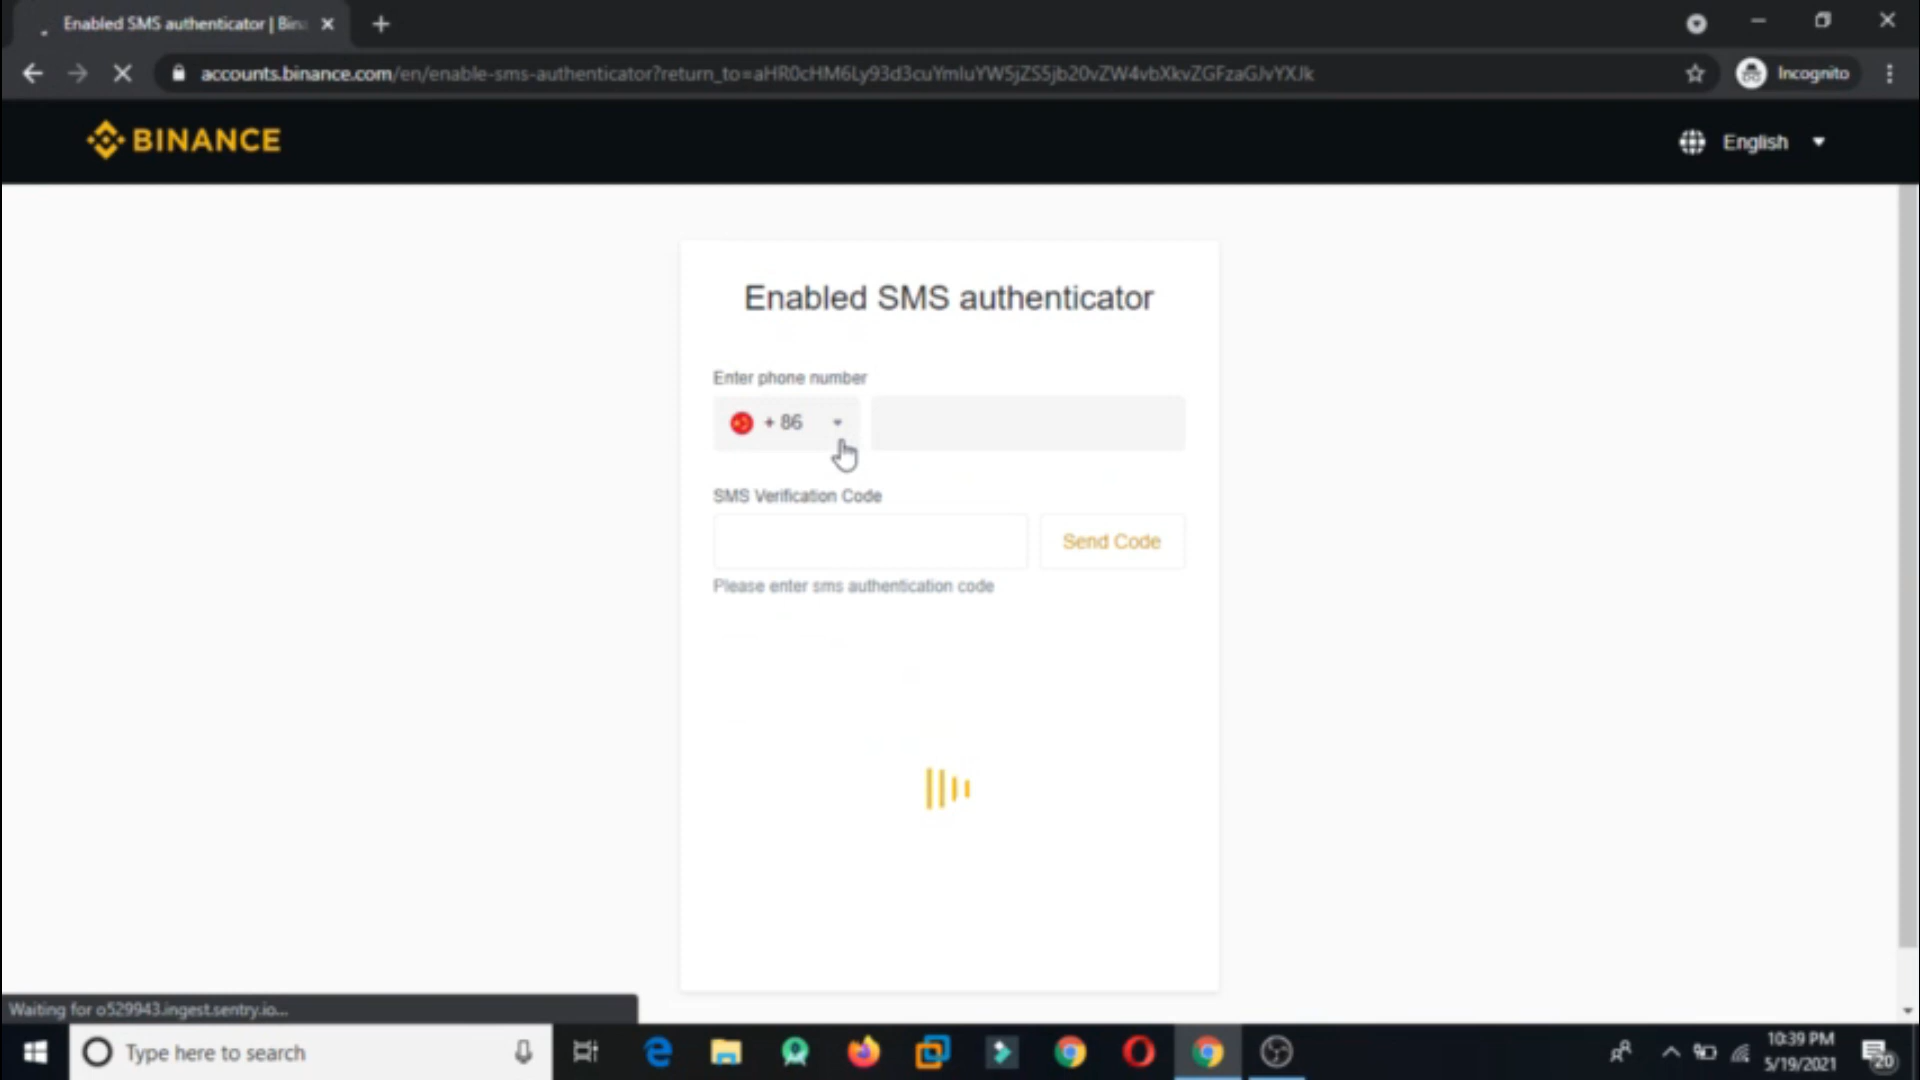 Enabled SMS authenticator | Bin
accounts.binance.com/en/enable-sms-authenticator?return_to=aHR0cHM6Ly93d3cuYmluYW5jZS5jb20vZW4vbXkvZGFzaGJvYXJk
Incognito
BINANCE
English
Enabled SMS authenticator
Enter phone number
+ 86
SMS Verification Code
Send Code
Please enter sms authentication code
Waiting for o529943.ingest.sentry.io...
Type here to search
10:39 PM
5/19/2021
20